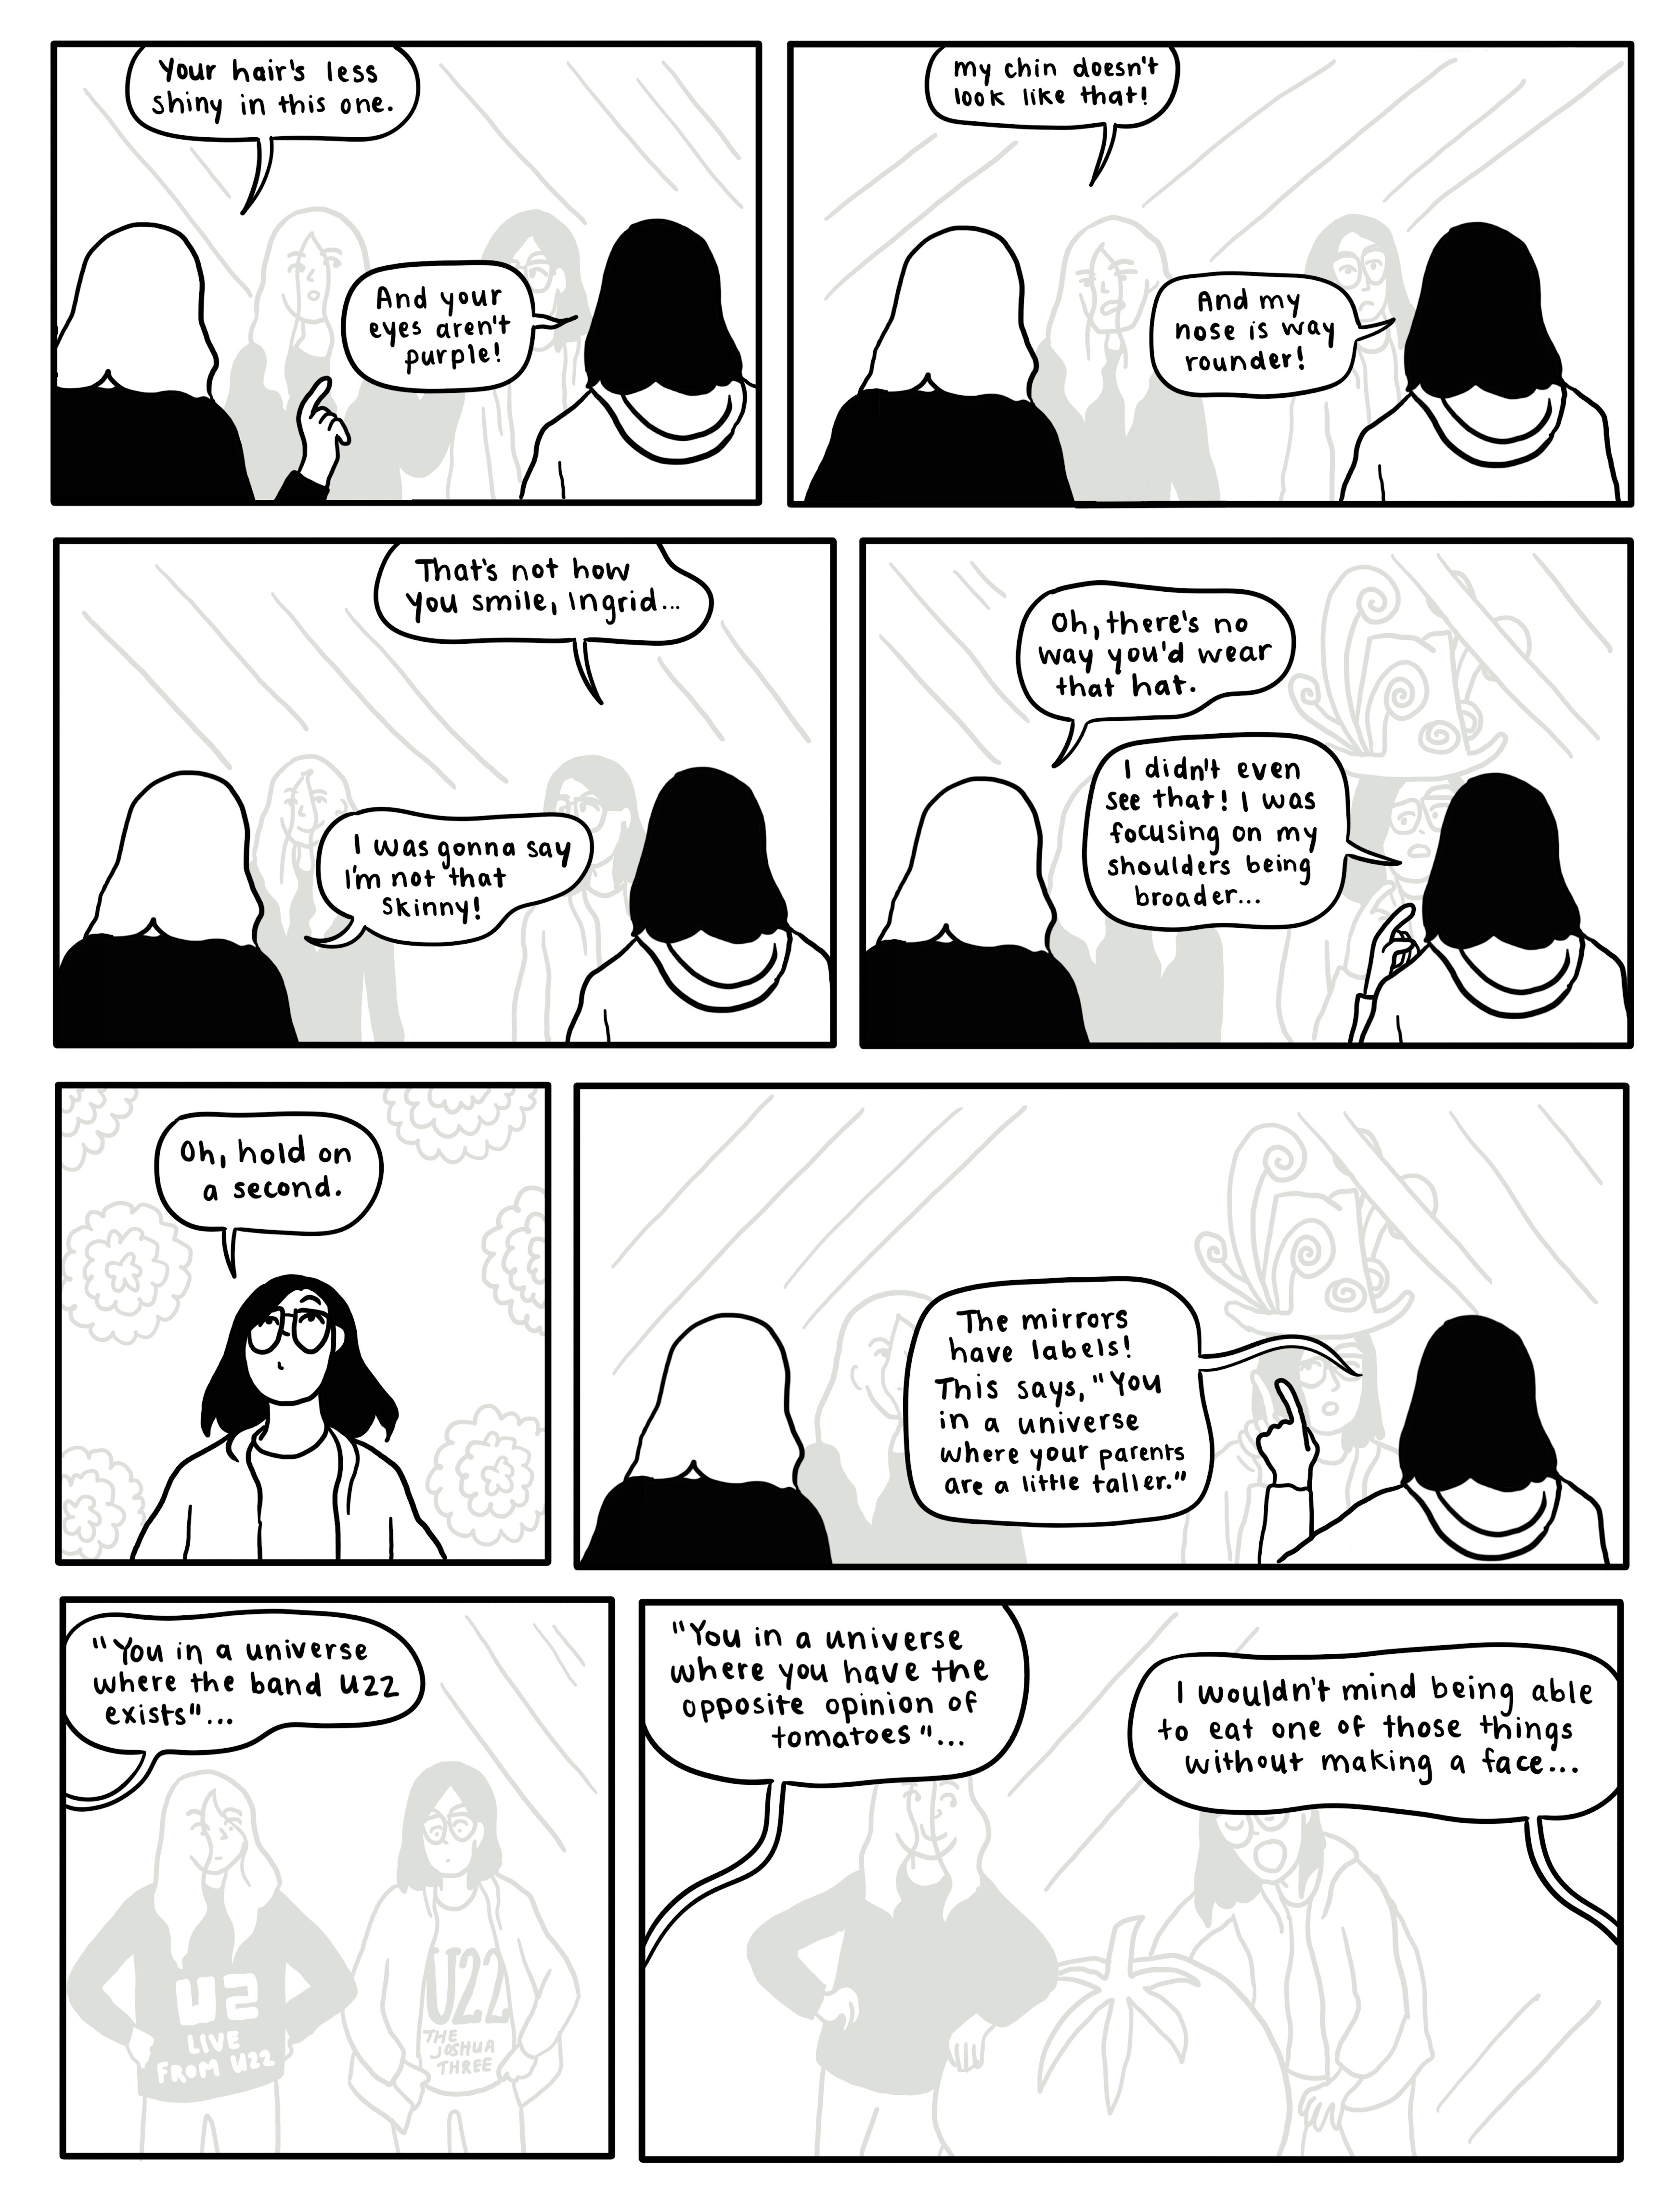 Your hair's less
shiny in this one.
And your
eyes aren't
purple!
my chin doesn't
look like that!
And my
nose is way
rounder!
That's not how
you smile, Ingrid...
I was gonna say
I'm not that
skinny!
Oh, there's no
way you'd wear
that hat.
I didn't even
see that! I was
focusing on my
shoulders being
broader...
Oh, hold on
a second.
The mirrors
have labels!
This says, "You
in a universe
where your parents
are a little taller."
"You in a universe
where the band U22
exists"...
U2
LIVE
FROM U22
U22
THE
JOSHUA
THREE
"You in a universe
where you have the
opposite opinion of
tomatoes"...
I wouldn't mind being able
to eat one of those things
without making a face...